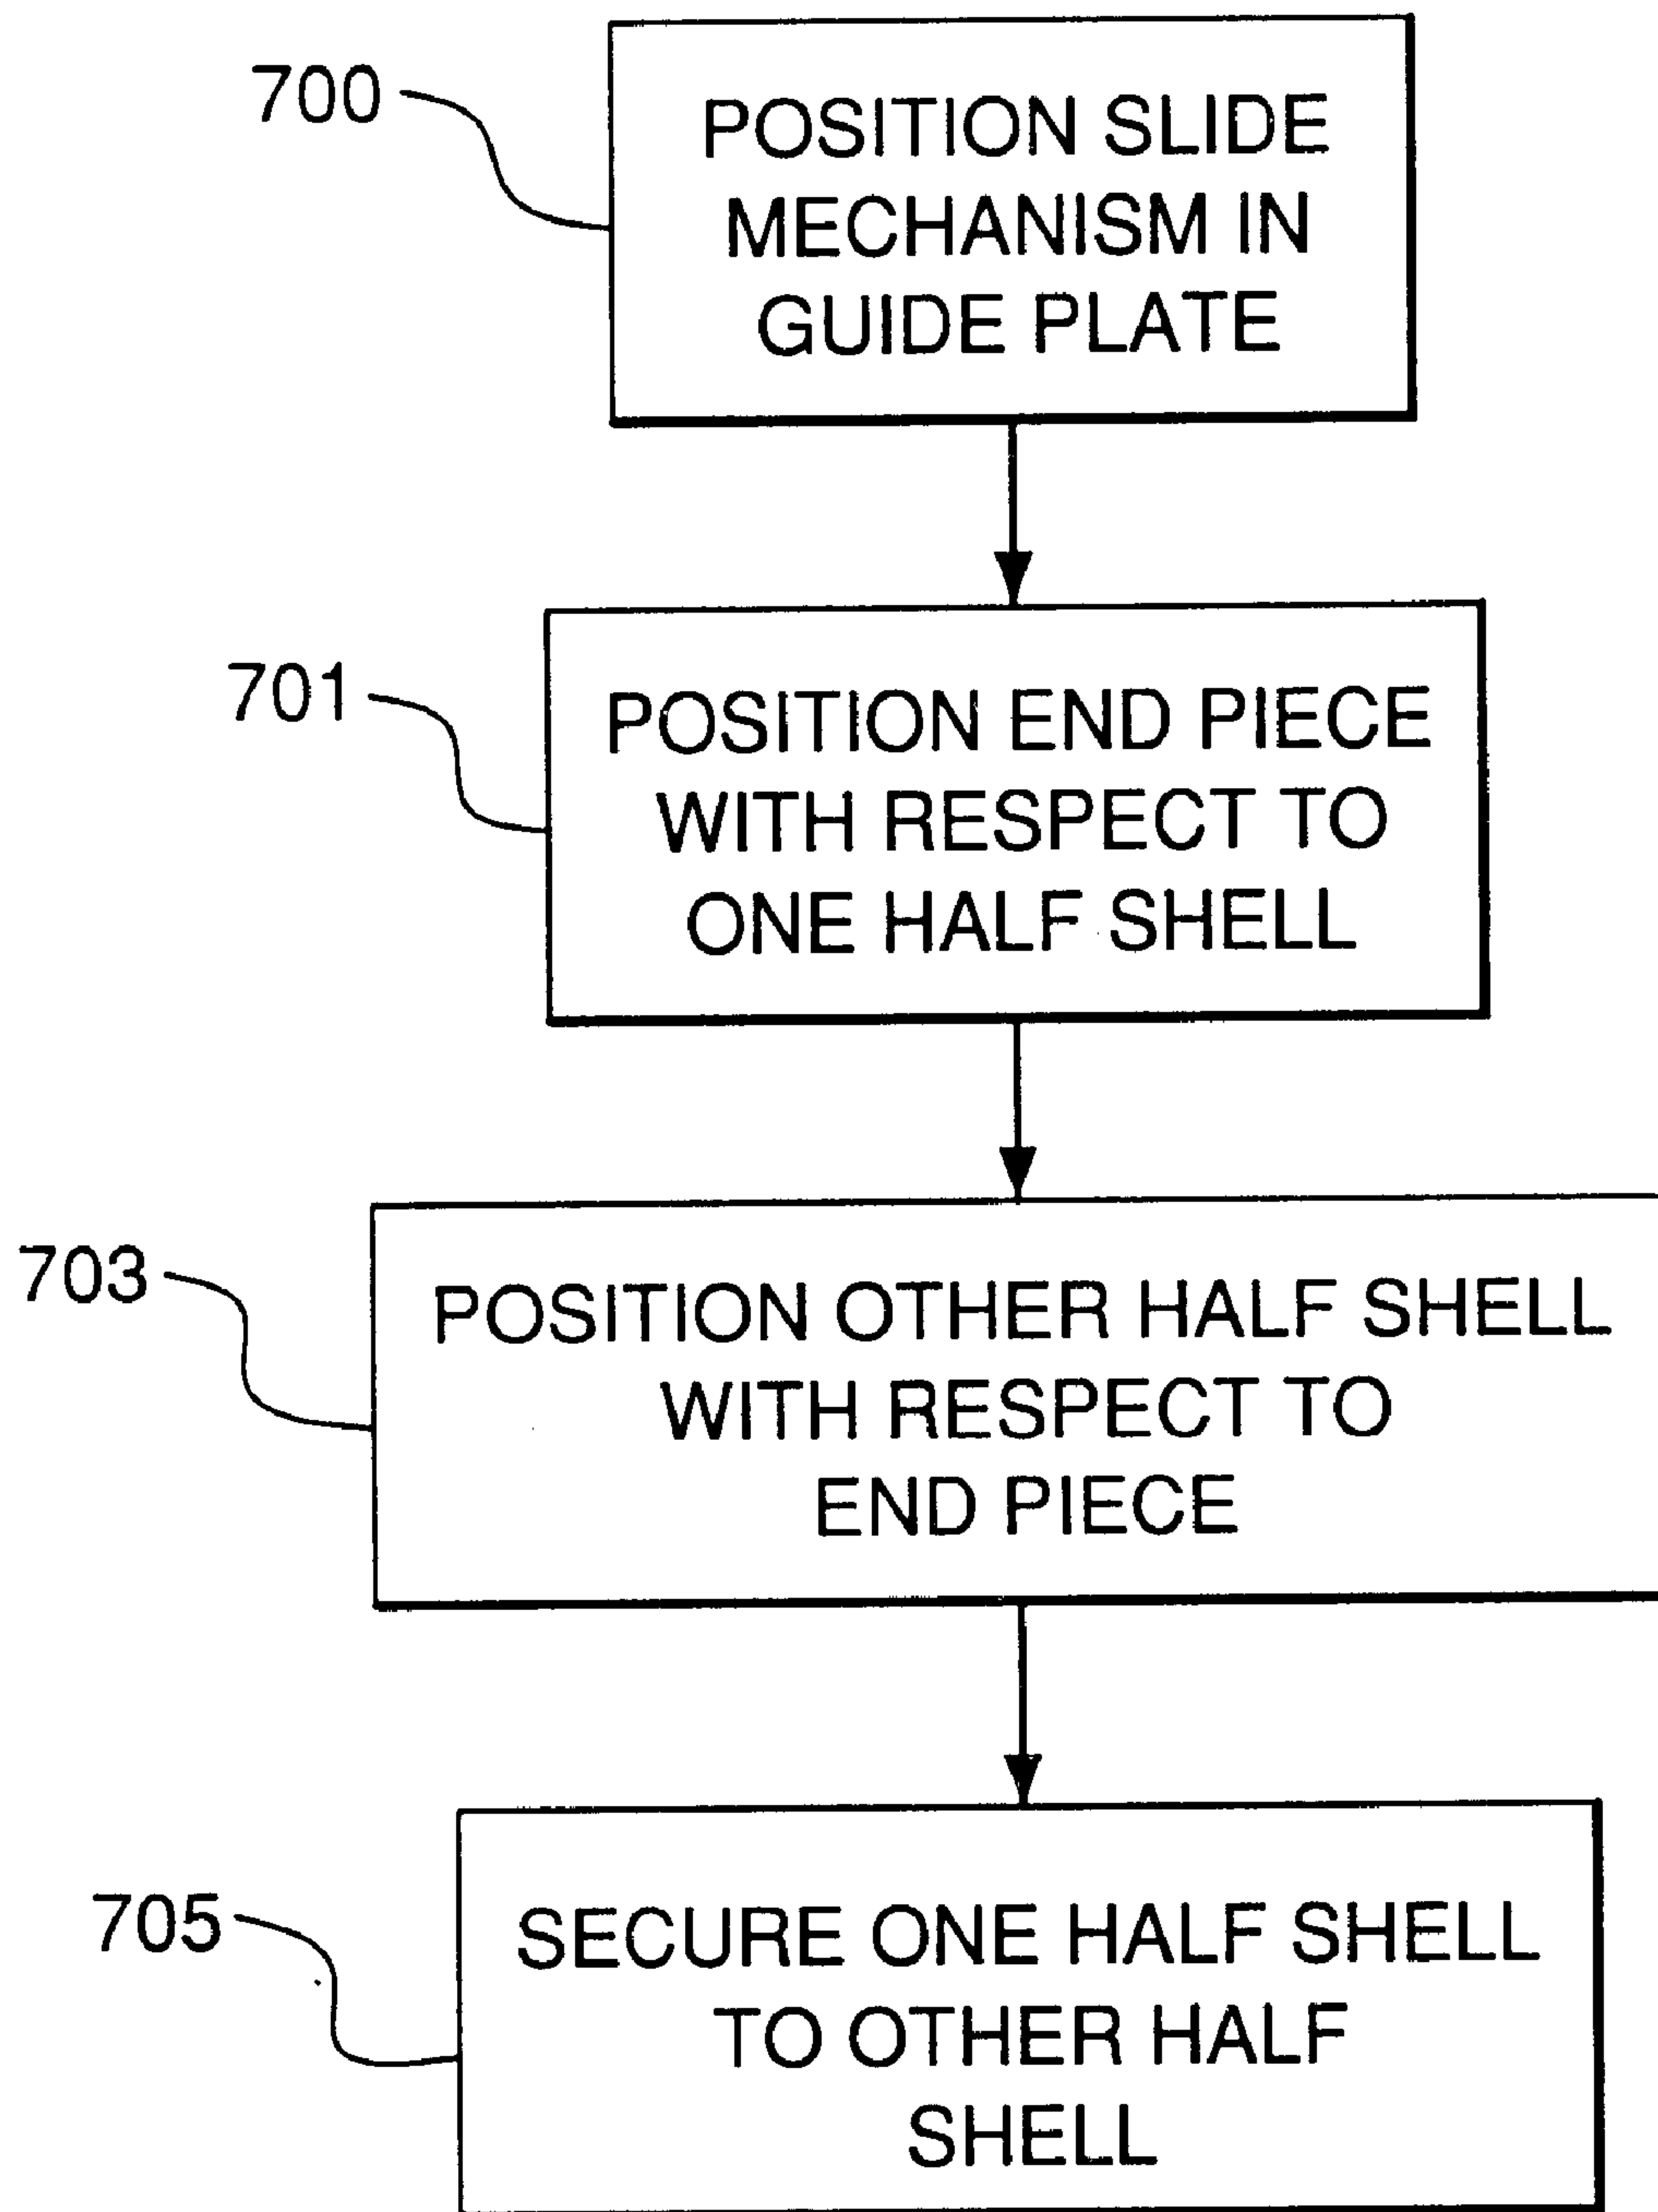 700
POSITION SLIDE
MECHANISM IN
GUIDE PLATE
701
POSITION END PIECE
WITH RESPECT TO
ONE HALF SHELL
703
POSITION OTHER HALF SHELL
WITH RESPECT TO
END PIECE
705
SECURE ONE HALF SHELL
TO OTHER HALF
SHELL